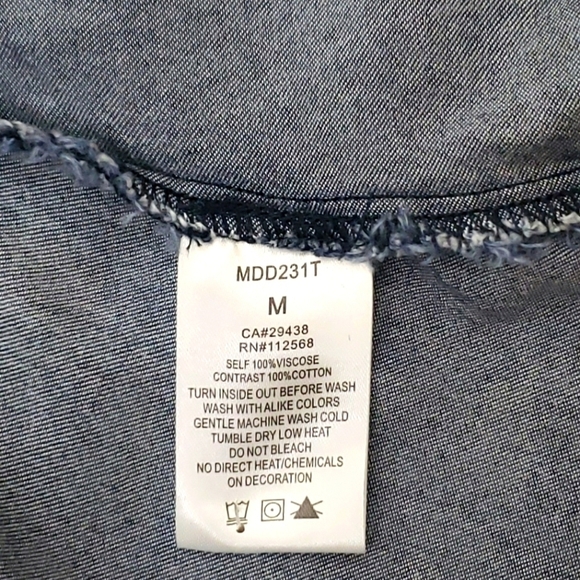 MDD231T
M
CA#29438
RN#112568
SELF 100%VISCOSE
CONTRAST 100%COTTON
TURN INSIDE OUT BEFORE WASH
WASH WITH ALIKE COLORS
GENTLE MACHINE WASH COLD
TUMBLE DRY LOW HEAT
DO NOT BLEACH
NO DIRECT HEAT/CHEMICALS
ON DECORATION